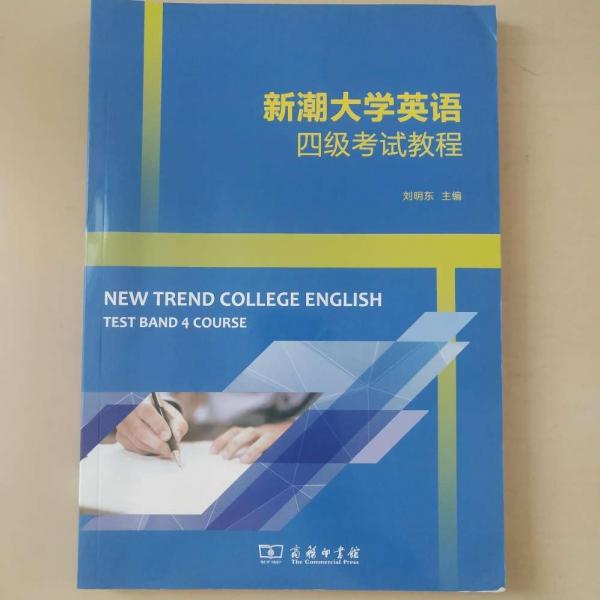 新潮大学英语
四级考试教程
刘明东 主编
NEW TREND COLLEGE ENGLISH
TEST BAND 4 COURSE
商務印書館
The Commercial Press